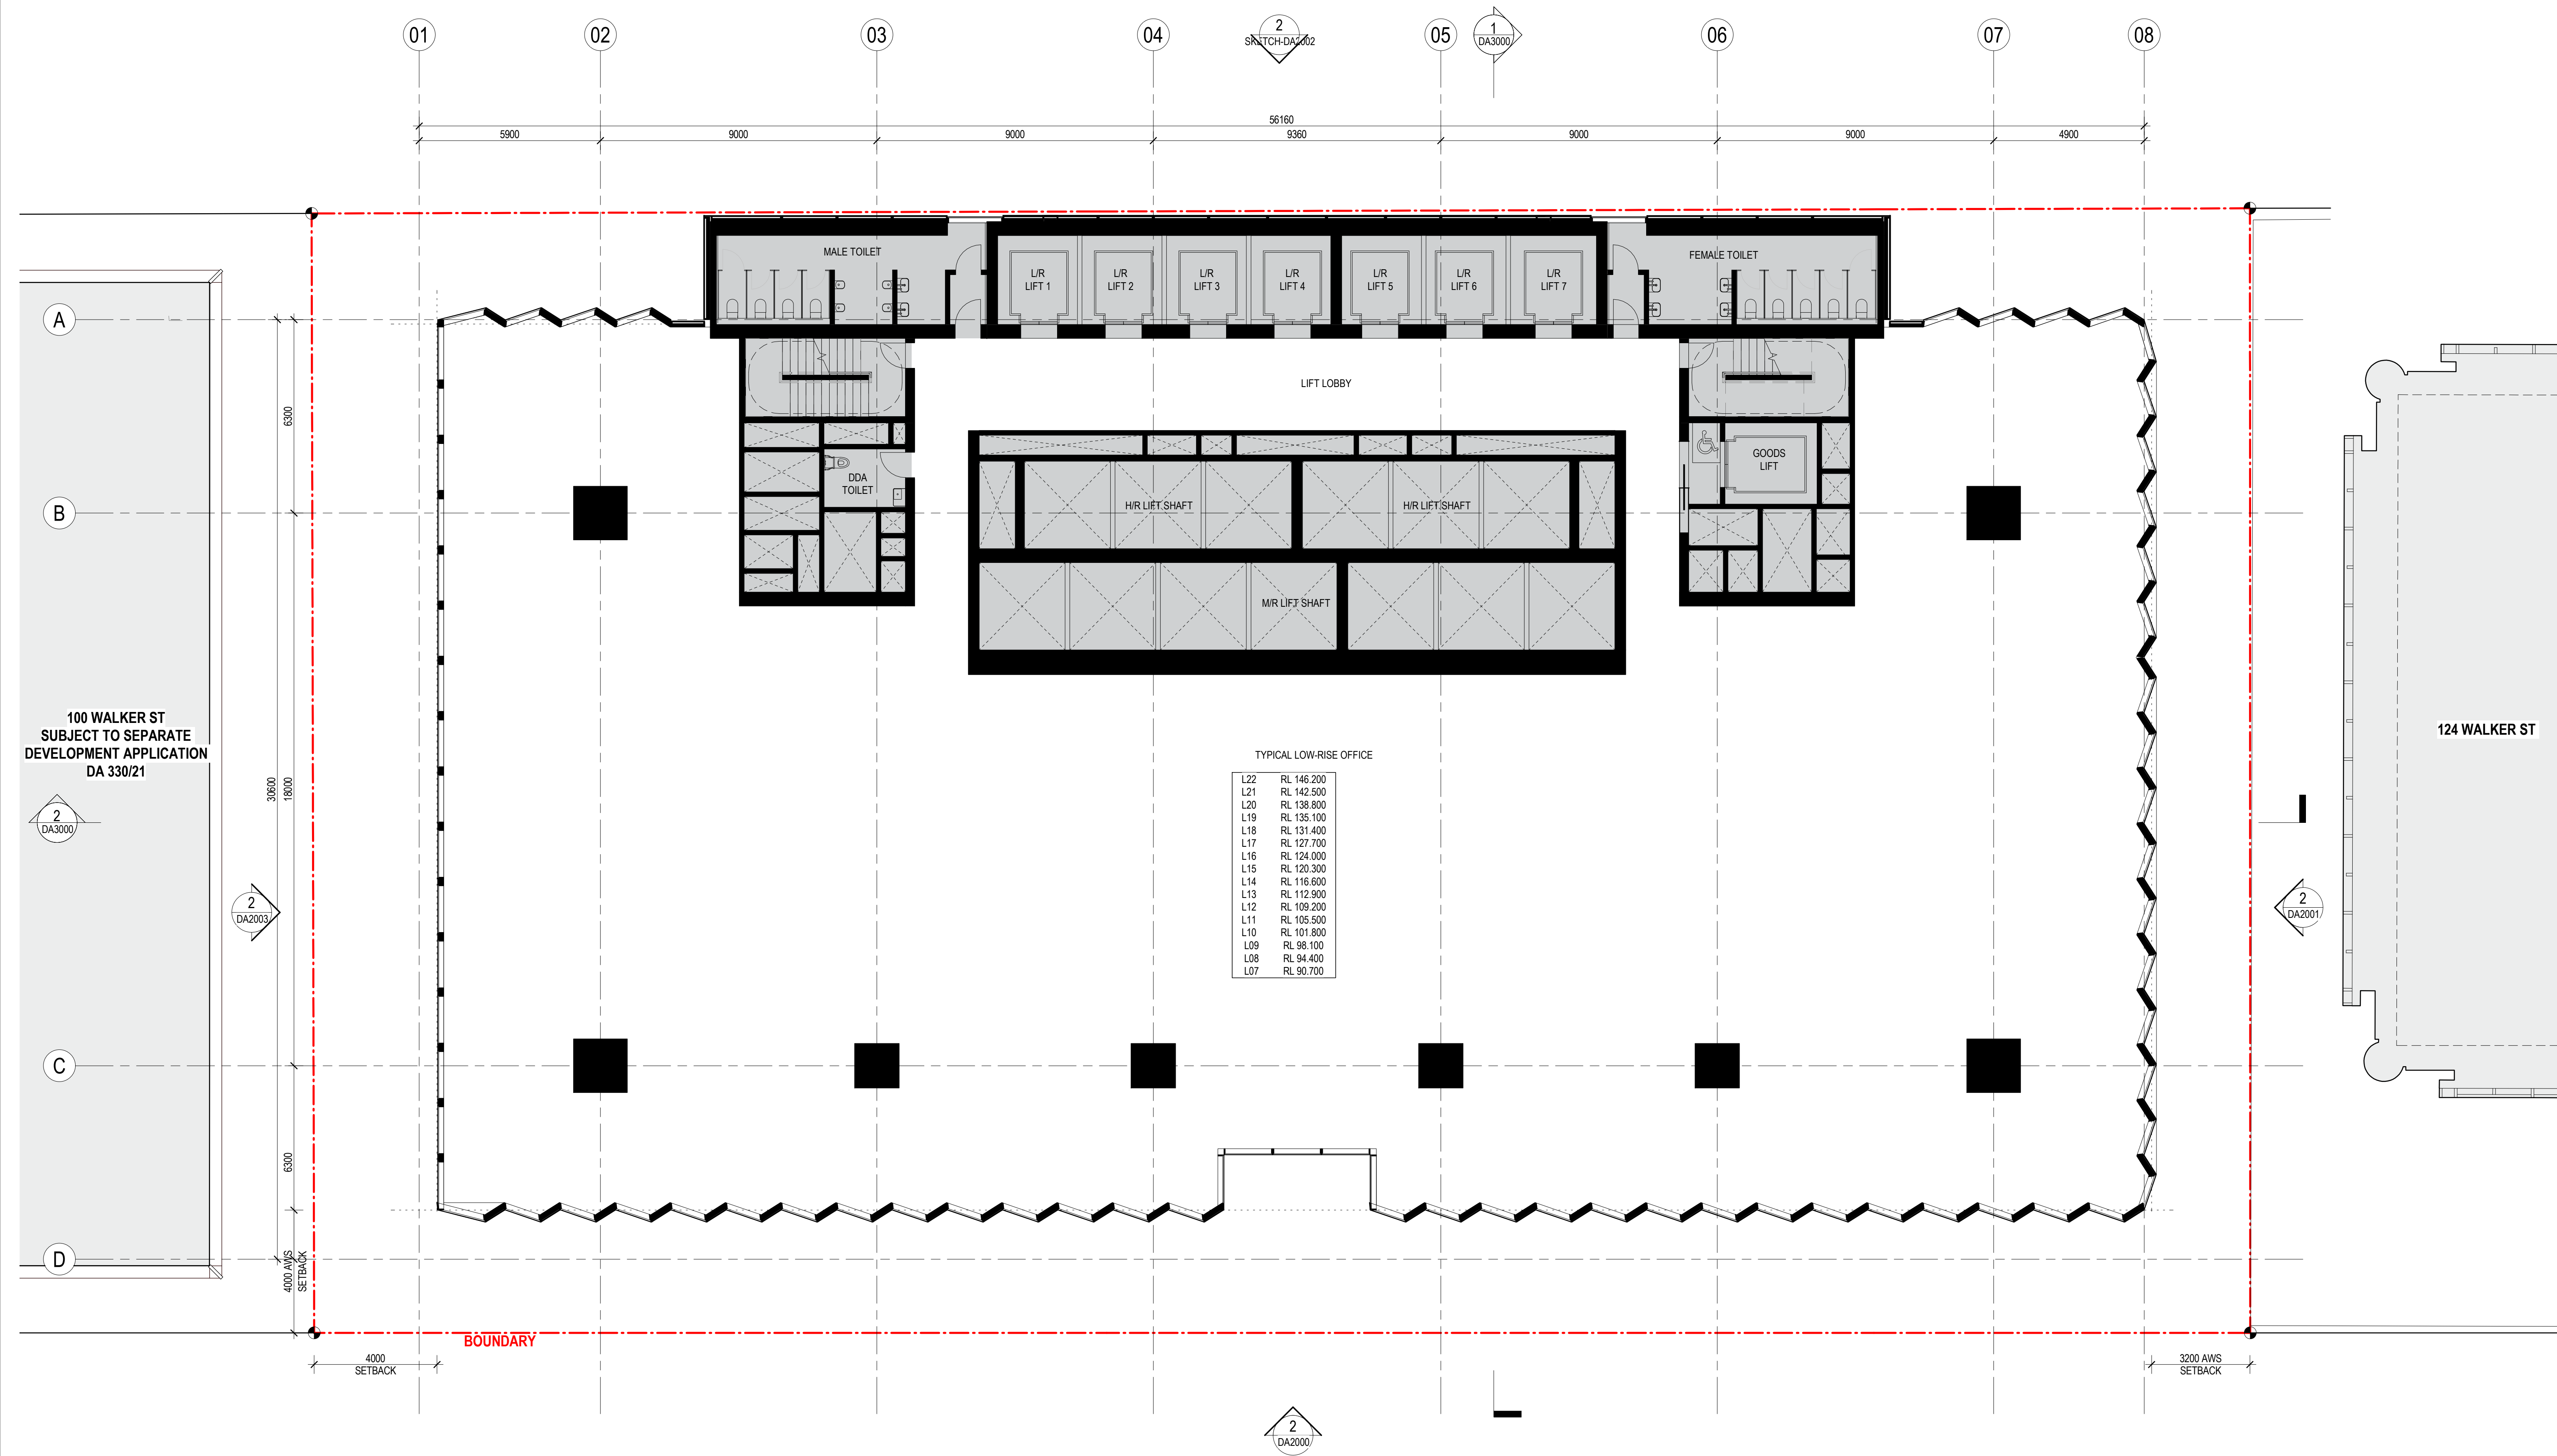 01
02
03
04
05
06
07
08
2
SKETCH-DA2002
1
DA3000
56160
5900
9000
9000
9360
9000
9000
4900
MALE TOILET
FEMALE TOILET
L/R
LIFT 1
L/R
LIFT 2
L/R
LIFT 3
L/R
LIFT 4
L/R
LIFT 5
L/R
LIFT 6
L/R
LIFT 7
A
B
C
D
6300
30600
18000
6300
4000 AWS
SETBACK
LIFT LOBBY
DDA
TOILET
GOODS
LIFT
H/R LIFT SHAFT
H/R LIFT SHAFT
M/R LIFT SHAFT
100 WALKER ST
SUBJECT TO SEPARATE
DEVELOPMENT APPLICATION
DA 330/21
2
DA3000
2
DA2003
124 WALKER ST
2
DA2001
TYPICAL LOW-RISE OFFICE
L22 RL 146.200
L21 RL 142.500
L20 RL 138.800
L19 RL 135.100
L18 RL 131.400
L17 RL 127.700
L16 RL 124.000
L15 RL 120.300
L14 RL 116.600
L13 RL 112.900
L12 RL 109.200
L11 RL 105.500
L10 RL 101.800
L09 RL 98.100
L08 RL 94.400
L07 RL 90.700
BOUNDARY
4000
SETBACK
3200 AWS
SETBACK
2
DA2000